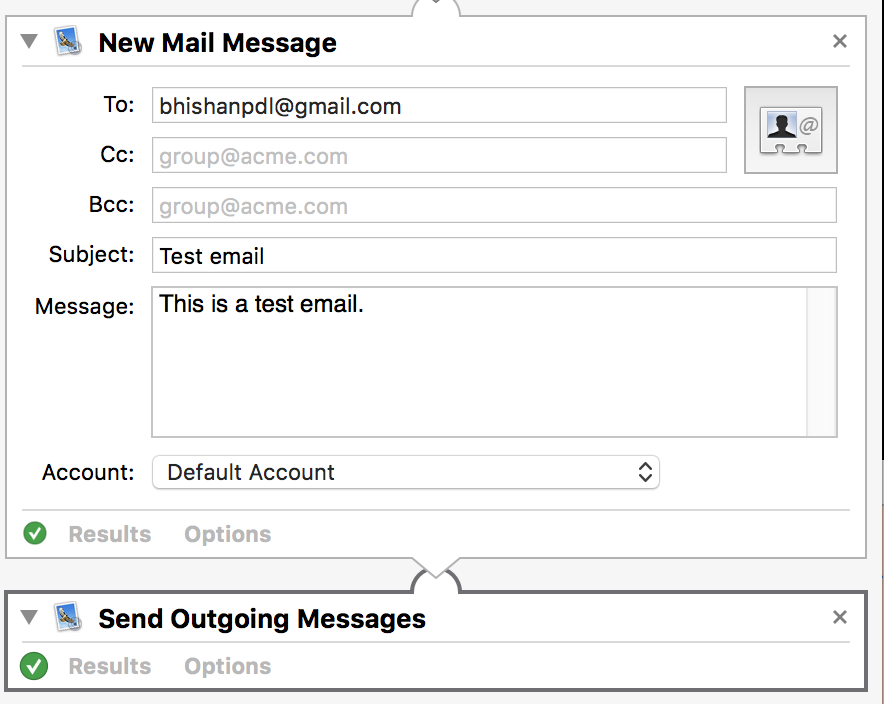 New Mail Message
To: bhishanpdl@gmail.com
@
Cc: group@acme.com
Bcc: group@acme.com
Subject: Test email
Message: This is a test email.
Account: Default Account
Results Options
Send Outgoing Messages
Results Options